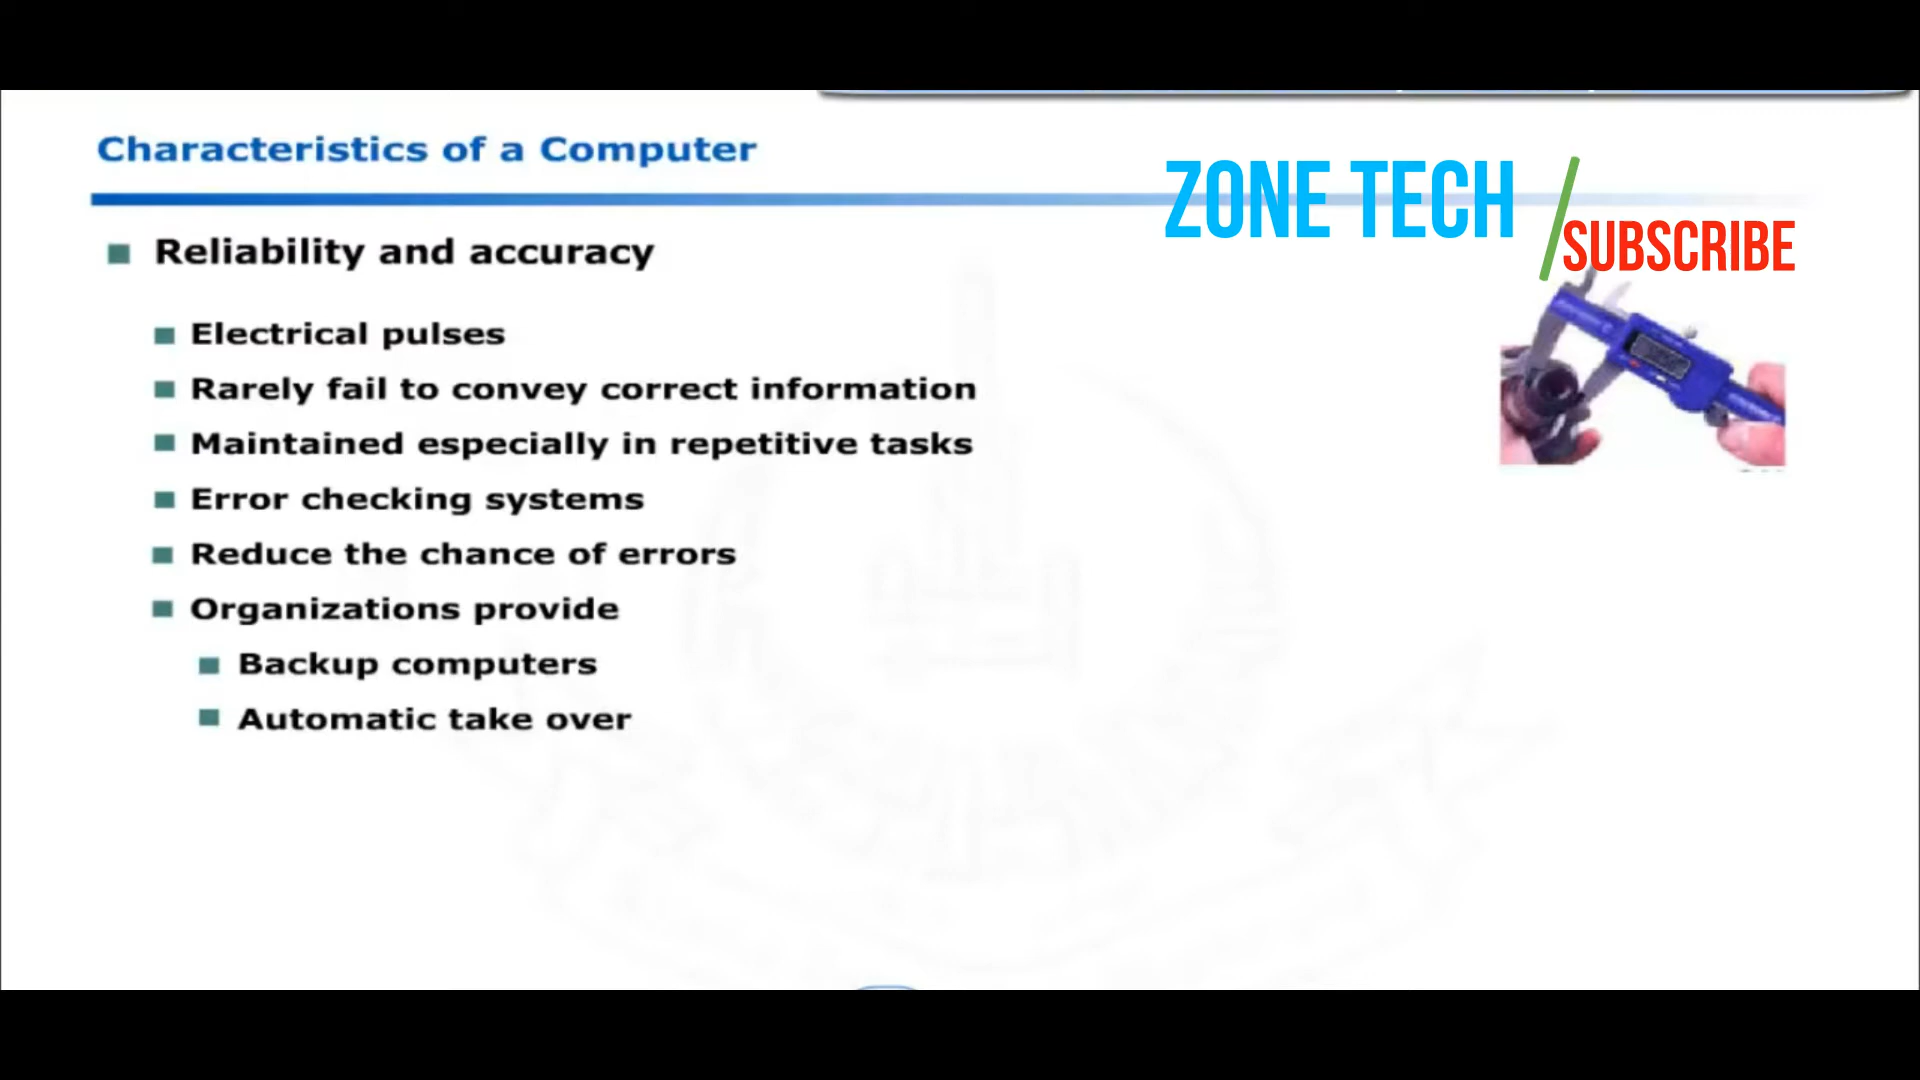 Characteristics of a Computer
ZONE TECH
SUBSCRIBE
Reliability and accuracy
Electrical pulses
Rarely fail to convey correct information
Maintained especially in repetitive tasks
Error checking systems
Reduce the chance of errors
Organizations provide
Backup computers
Automatic take over